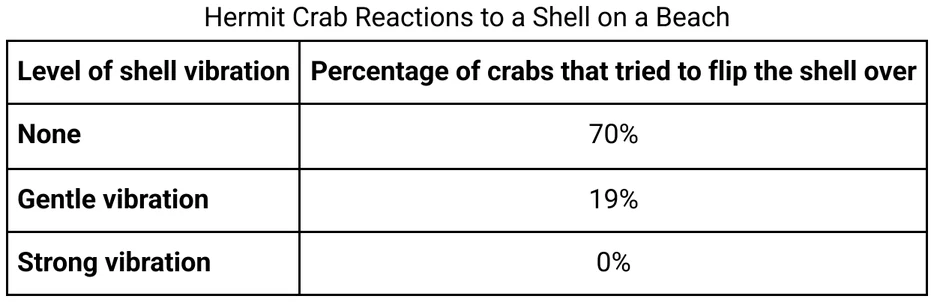 Hermit Crab Reactions to a Shell on a Beach
Level of shell vibration Percentage of crabs that tried to flip the shell over
None 70%
Gentle vibration 19%
Strong vibration 0%